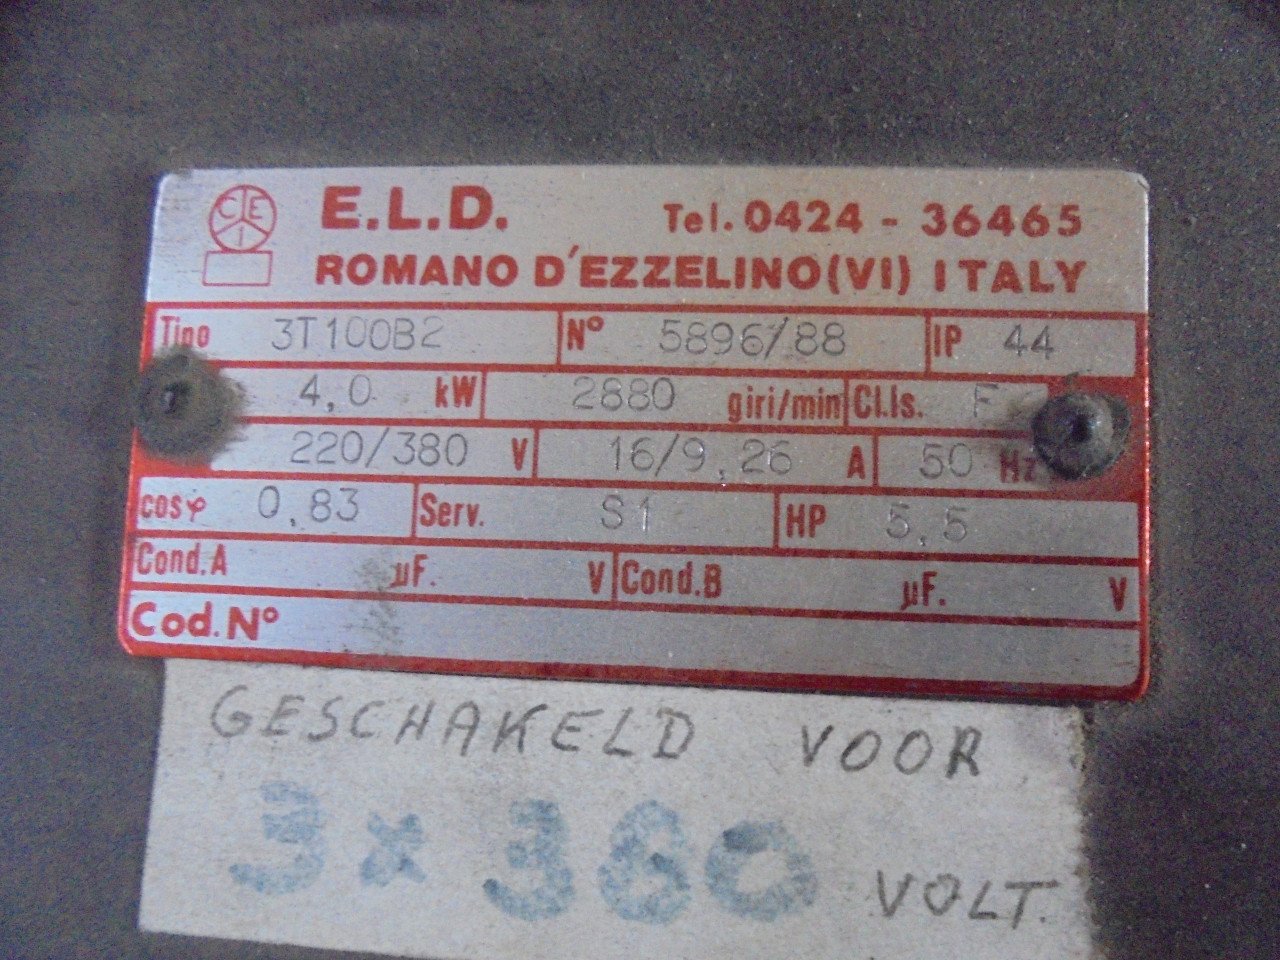 CEI
E.L.D. Tel. 0424 - 36465
ROMANO D'EZZELINO (VI) ITALY
Tipo 3T100B2 N° 5896/88 IP 44
4,0 kW 2880 giri/min Cl.Is. F
220/380 V 16/9,26 A 50 Hz
cosφ 0,83 Serv. S1 HP 5,5
Cond.A µF. V Cond.B µF. V
Cod.N°
GESCHAKELD VOOR
3x380 VOLT.